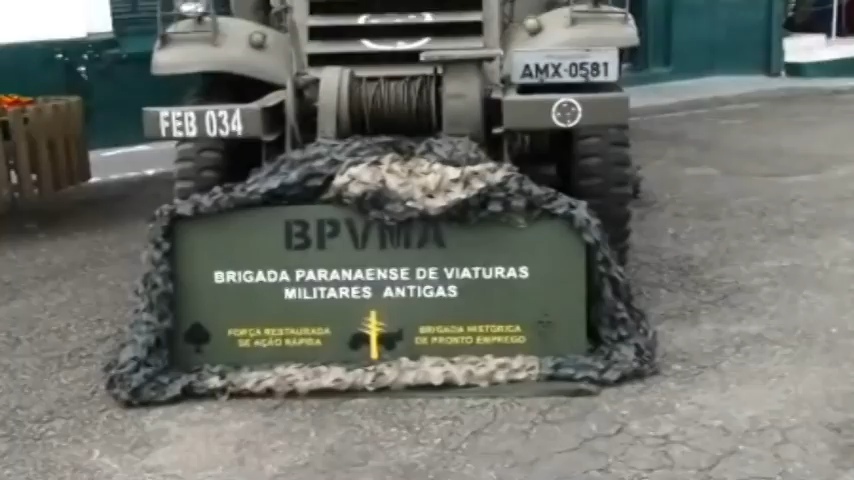 AMX-0581
FEB 034
BPVMA
BRIGADA PARANAENSE DE VIATURAS
MILITARES ANTIGAS
FORÇA RESTAURADA
DE AÇÃO RÁPIDA
BRIGADA HISTÓRICA
DE PRONTO EMPREGO